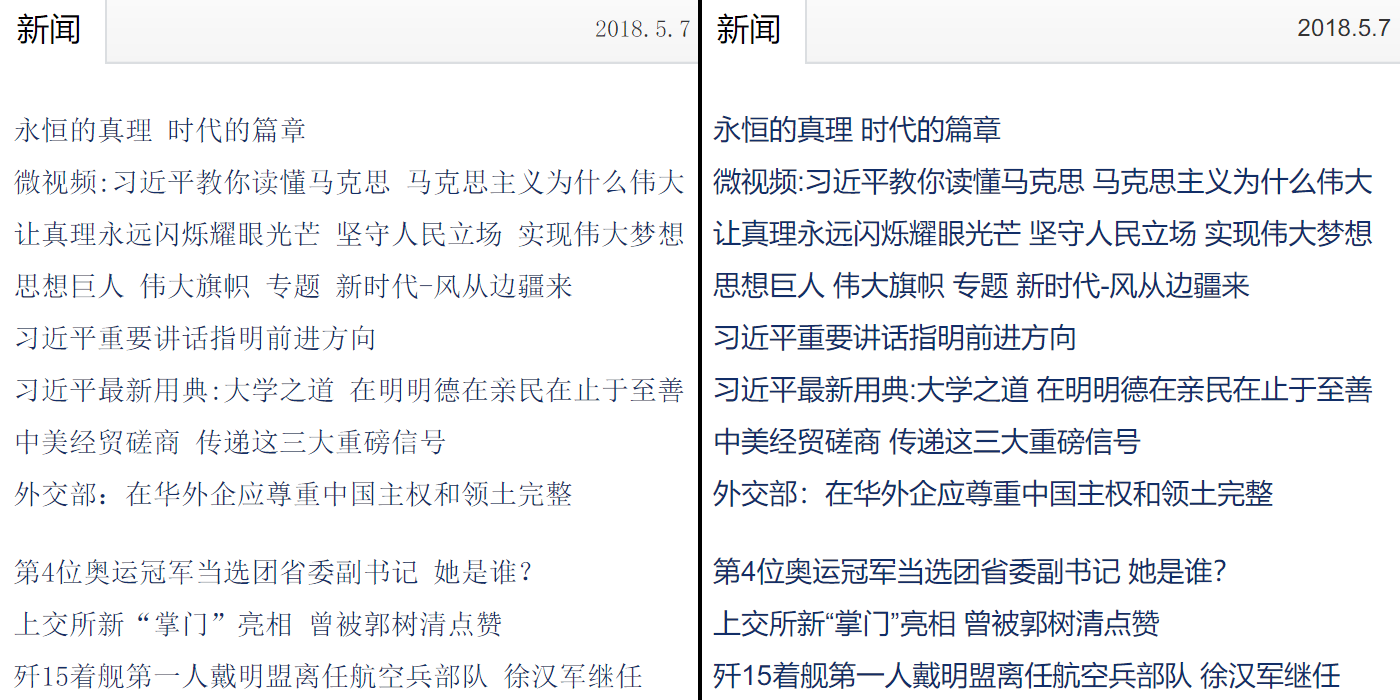 新闻
2018.5.7
永恒的真理 时代的篇章
微视频:习近平教你读懂马克思 马克思主义为什么伟大
让真理永远闪烁耀眼光芒 坚守人民立场 实现伟大梦想
思想巨人 伟大旗帜 专题 新时代-风从边疆来
习近平重要讲话指明前进方向
习近平最新用典:大学之道 在明明德在亲民在止于至善
中美经贸磋商 传递这三大重磅信号
外交部：在华外企应尊重中国主权和领土完整
第4位奥运冠军当选团省委副书记 她是谁?
上交所新“掌门”亮相 曾被郭树清点赞
歼15着舰第一人戴明盟离任航空兵部队 徐汉军继任
新闻
2018.5.7
永恒的真理 时代的篇章
微视频:习近平教你读懂马克思 马克思主义为什么伟大
让真理永远闪烁耀眼光芒 坚守人民立场 实现伟大梦想
思想巨人 伟大旗帜 专题 新时代-风从边疆来
习近平重要讲话指明前进方向
习近平最新用典:大学之道 在明明德在亲民在止于至善
中美经贸磋商 传递这三大重磅信号
外交部：在华外企应尊重中国主权和领土完整
第4位奥运冠军当选团省委副书记 她是谁?
上交所新“掌门”亮相 曾被郭树清点赞
歼15着舰第一人戴明盟离任航空兵部队 徐汉军继任